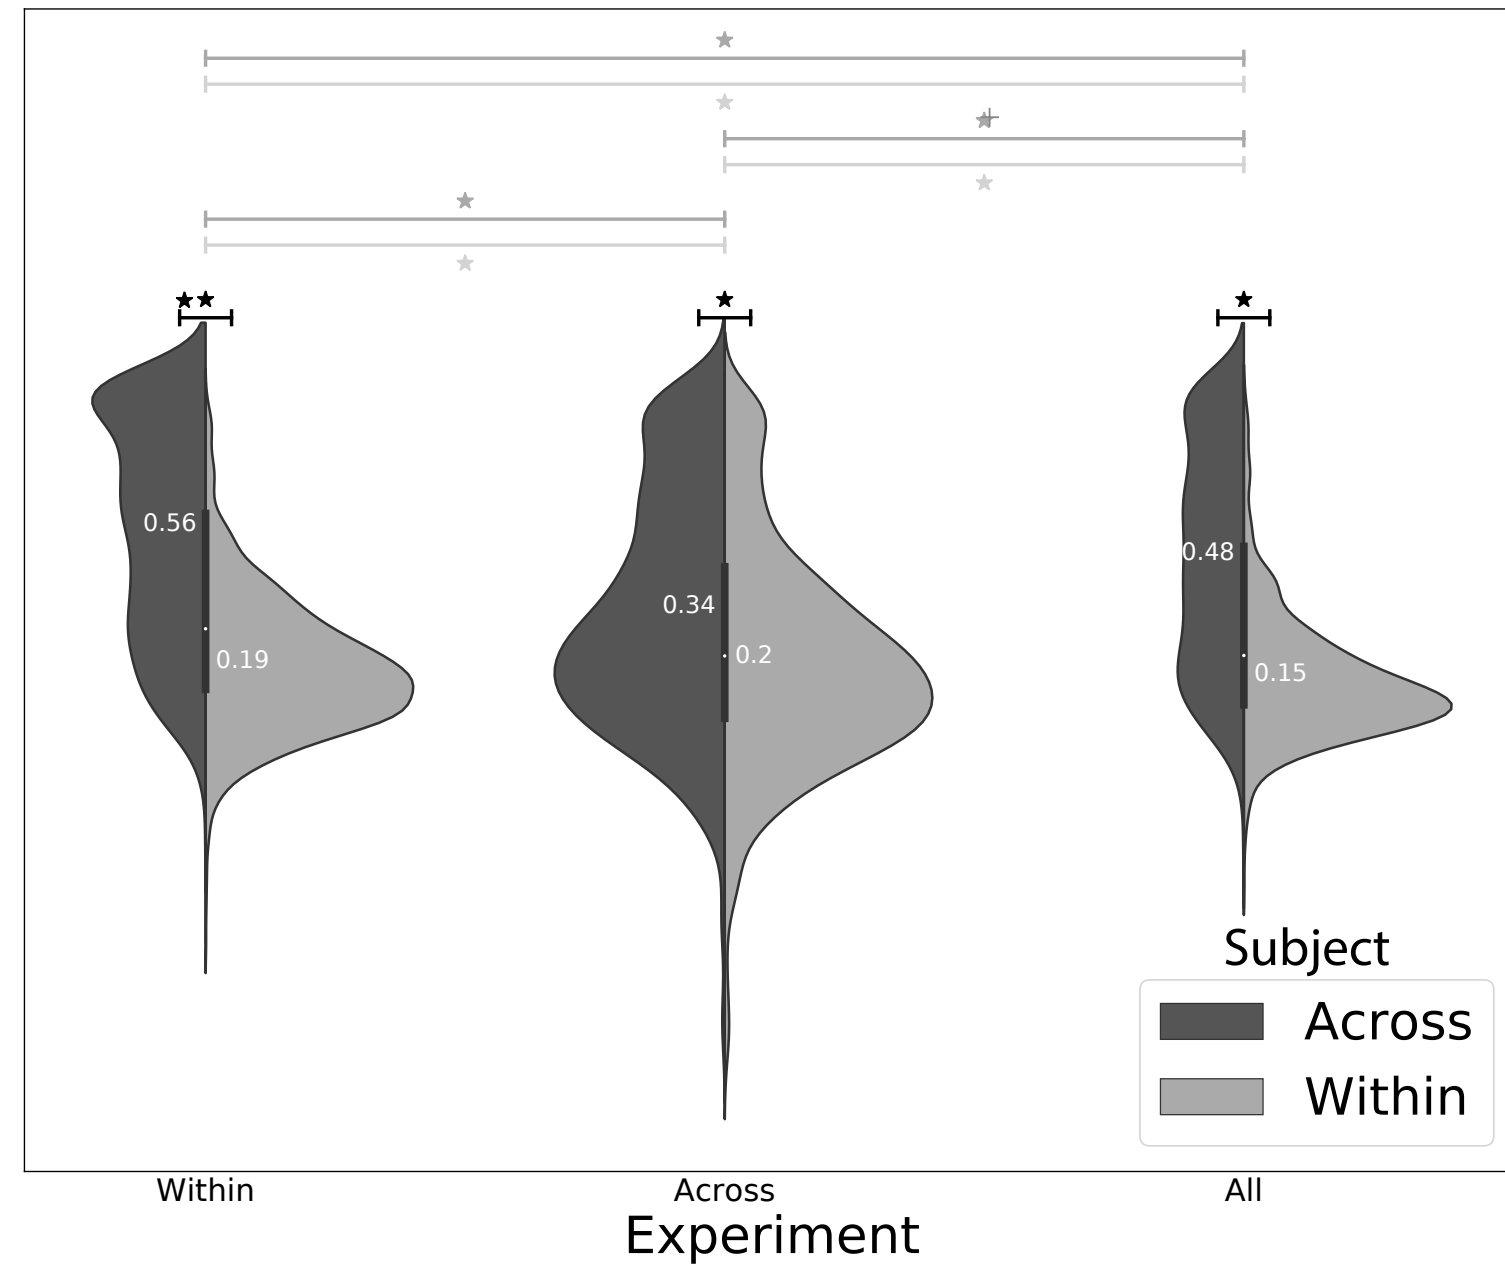 0.56
0.19
0.34
0.2
0.48
0.15
Subject
Across
Within
Within
Across
All
Experiment